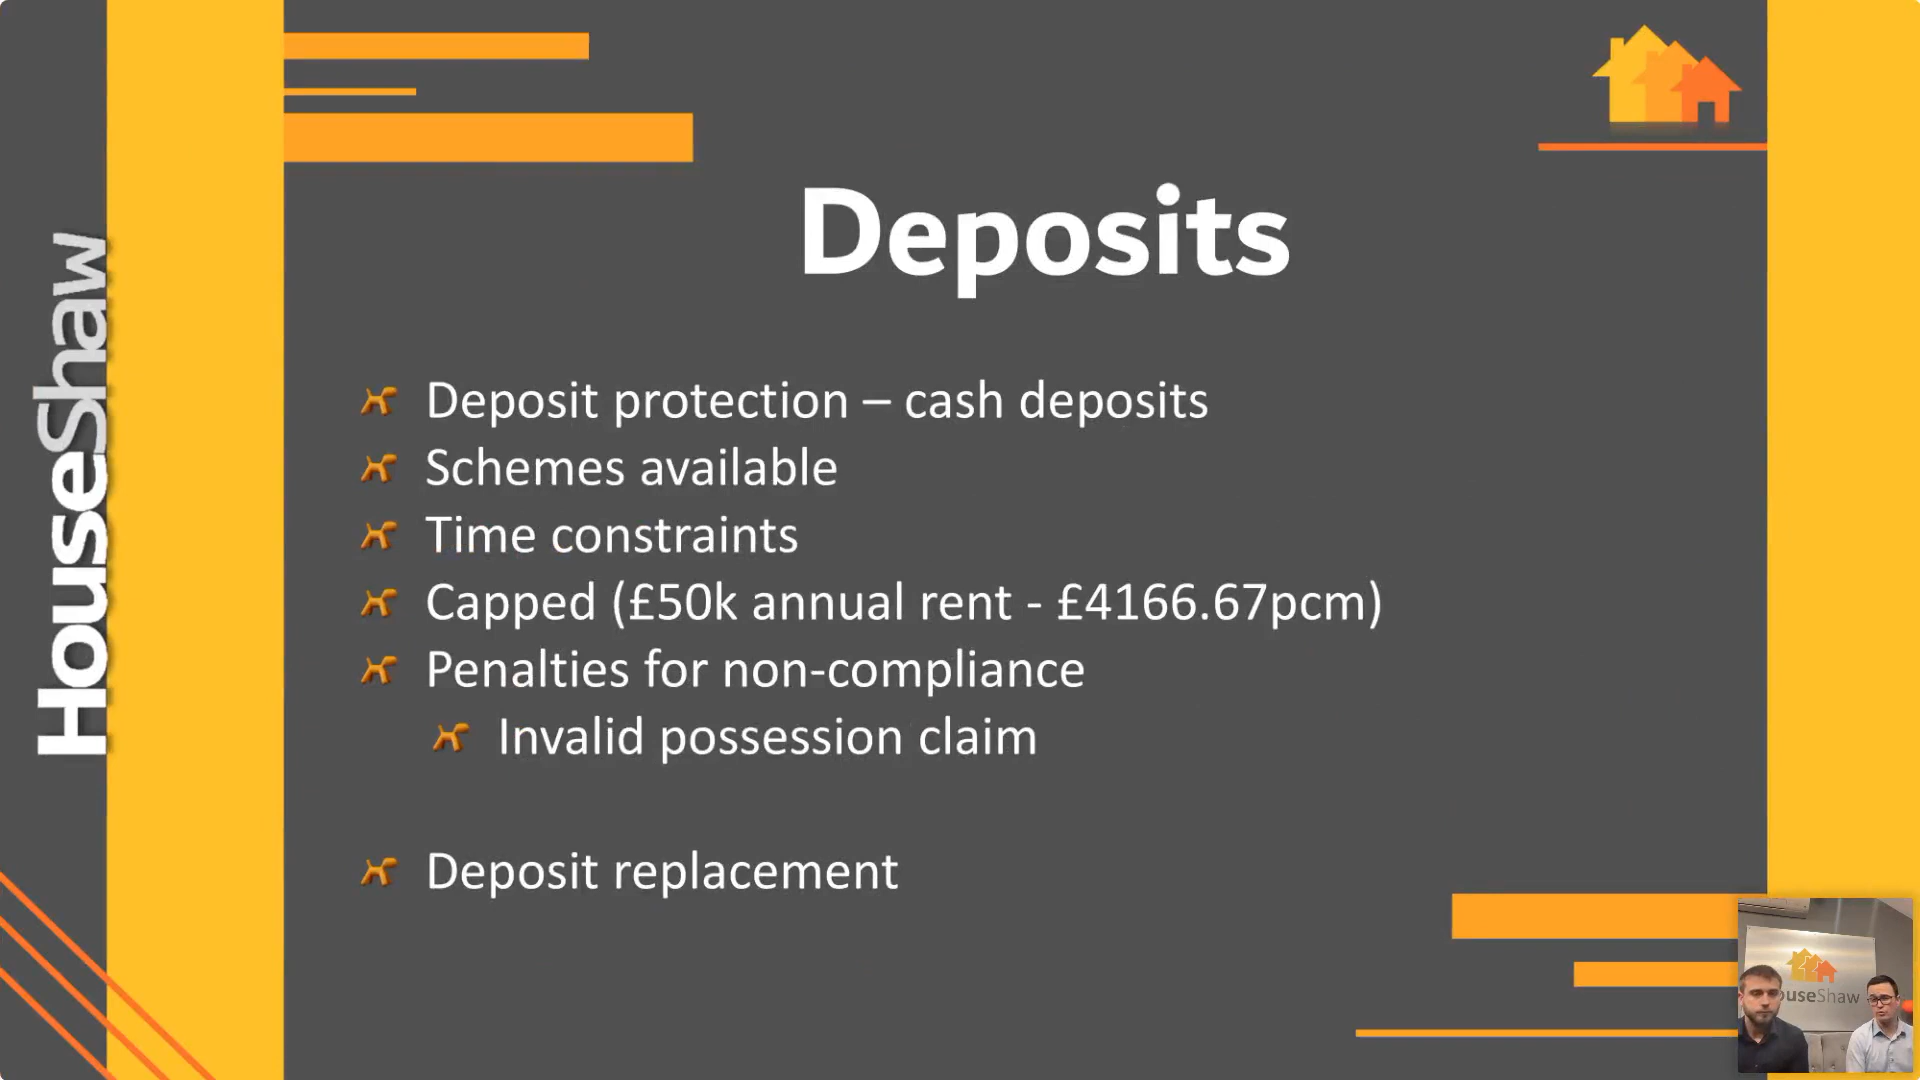 HouseShaw
Deposits
Deposit protection – cash deposits
Schemes available
Time constraints
Capped (£50k annual rent - £4166.67pcm)
Penalties for non-compliance
Invalid possession claim
Deposit replacement
ouseShaw